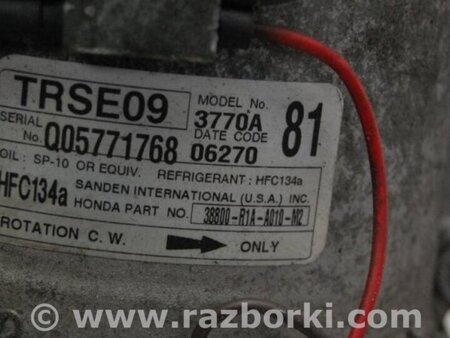 TRSE09 MODEL No. 81
SERIAL 3770A
No. Q05771768 DATE CODE 06270
OIL : SP-10 OR EQUIV. REFRIGERANT : HFC134a
HFC134a SANDEN INTERNATIONAL (U.S.A.) INC.
HONDA PART NO. 38800-R1A-A010-M2
ROTATION C. W. ONLY
www.razborki.com